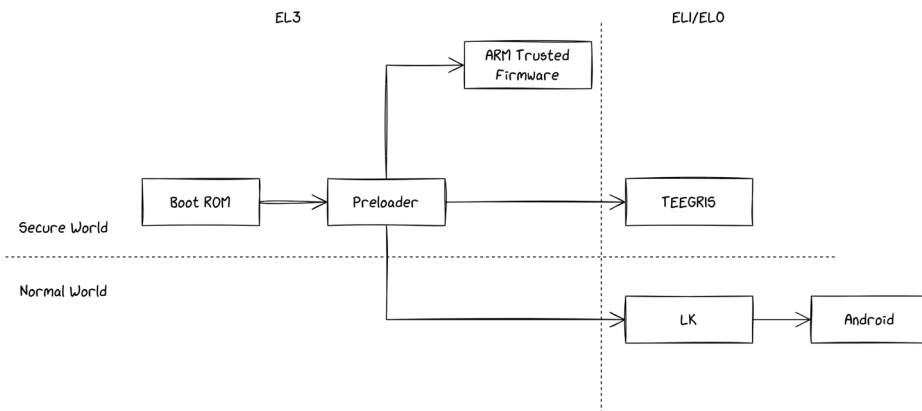 EL3
EL1/EL0
ARM Trusted
Firmware
Boot ROM
Preloader
TEEGRIS
Secure World
Normal World
LK
Android